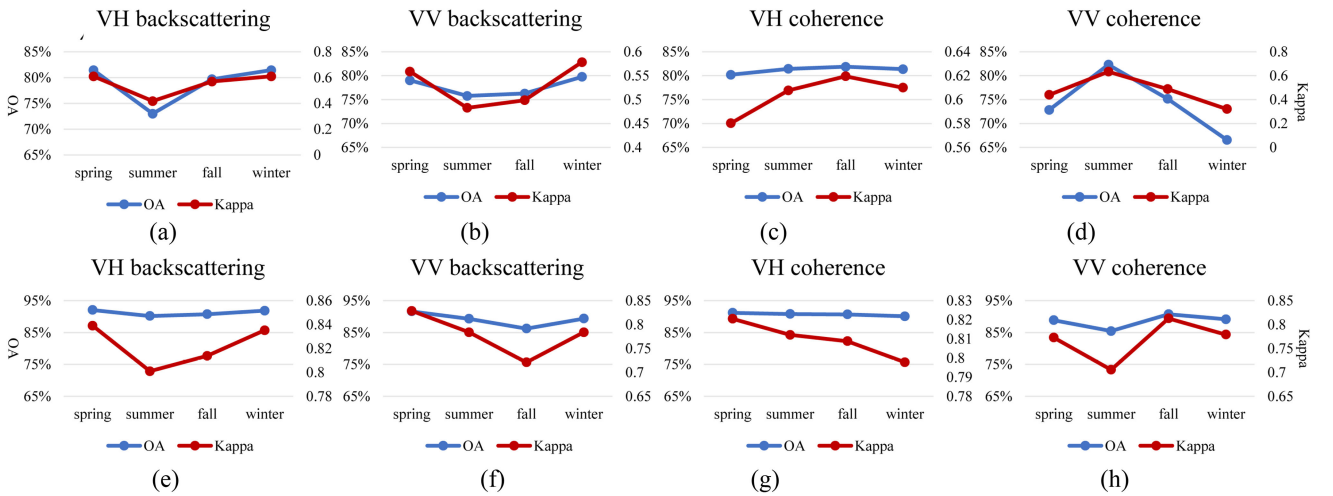 VH backscattering VV backscattering VH coherence VV coherence
85% 0.8 85% 0.6 85% 0.64 85% 0.8
80% 0.6 80% 0.55 80% 0.62 80% 0.6
75% 0.4 75% 0.5 75% 0.6 75% 0.4
70% 0.2 70% 0.45 70% 0.58 70% 0.2
65% 0 65% 0.4 65% 0.56 65% 0
OA Kappa
spring summer fall winter spring summer fall winter spring summer fall winter spring summer fall winter
OA Kappa OA Kappa OA Kappa OA Kappa
(a) (b) (c) (d)
VH backscattering VV backscattering VH coherence VV coherence
95% 0.86 95% 0.85 95% 0.83 95% 0.85
85% 0.84 85% 0.8 85% 0.82 85% 0.8
75% 0.82 75% 0.75 75% 0.81 75% 0.75
65% 0.8 65% 0.7 65% 0.8 65% 0.7
0.78 0.65 0.79 0.65
0.78
OA Kappa
spring summer fall winter spring summer fall winter spring summer fall winter spring summer fall winter
OA Kappa OA Kappa OA Kappa OA Kappa
(e) (f) (g) (h)